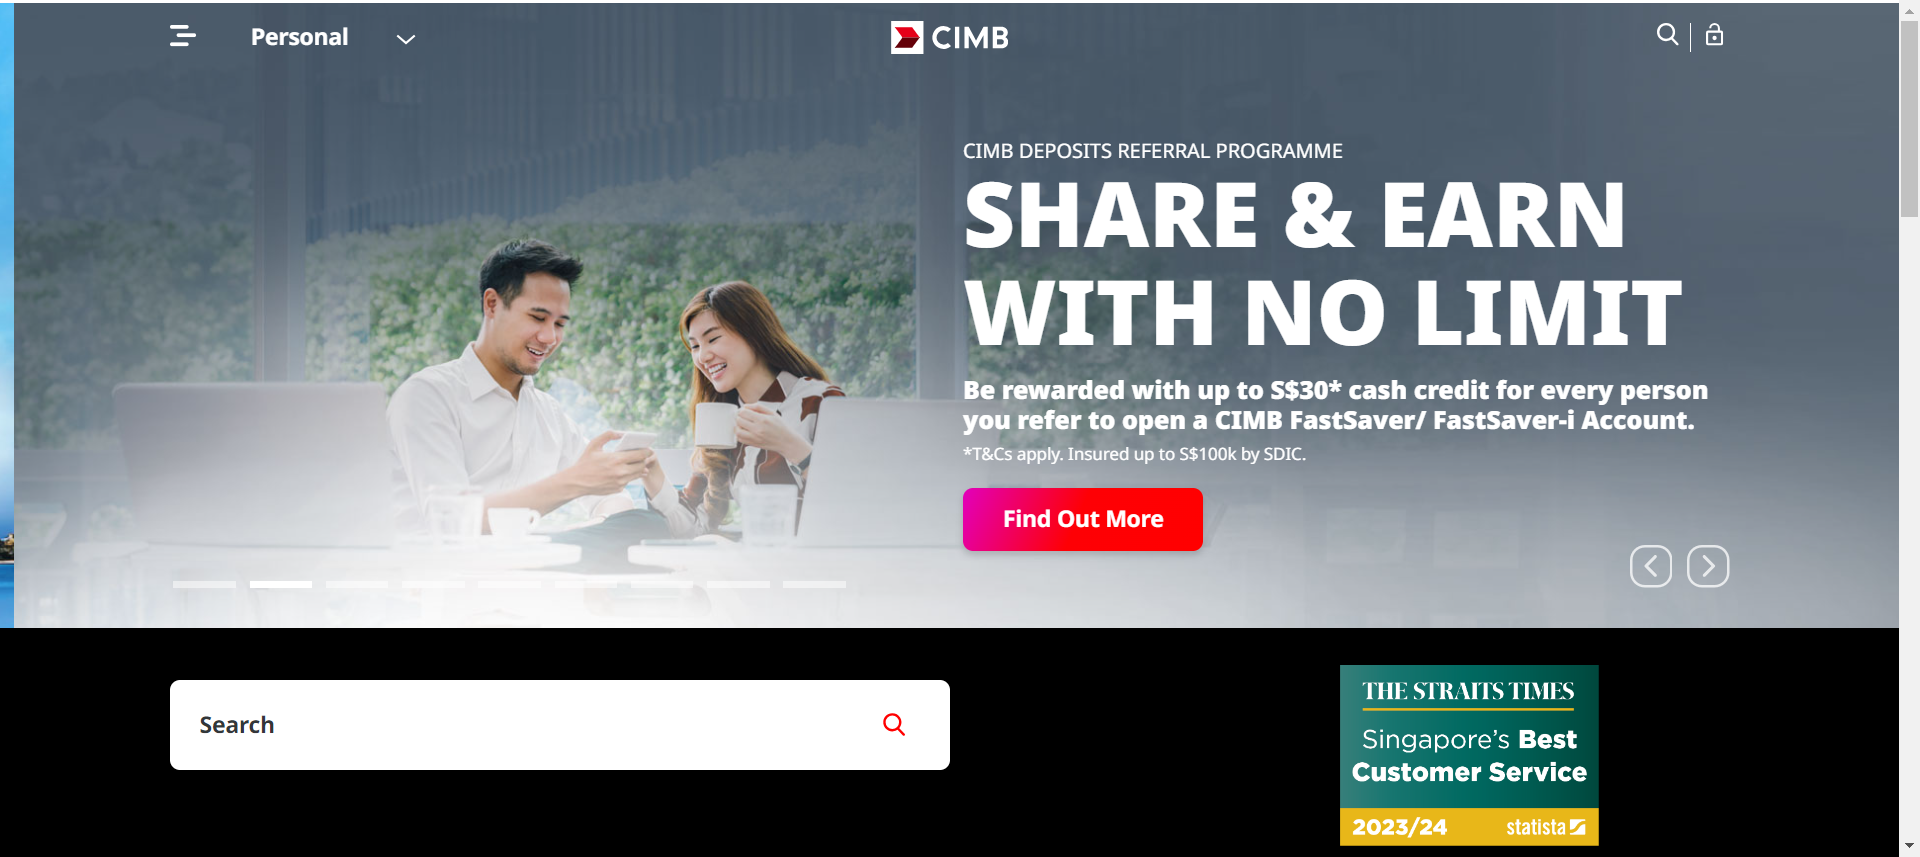 Personal
CIMB
CIMB DEPOSITS REFERRAL PROGRAMME
SHARE & EARN
WITH NO LIMIT
Be rewarded with up to S$30* cash credit for every person
you refer to open a CIMB FastSaver/ FastSaver-i Account.
*T&Cs apply. Insured up to S$100k by SDIC.
Find Out More
Search
THE STRAITS TIMES
Singapore's Best
Customer Service
2023/24 statista